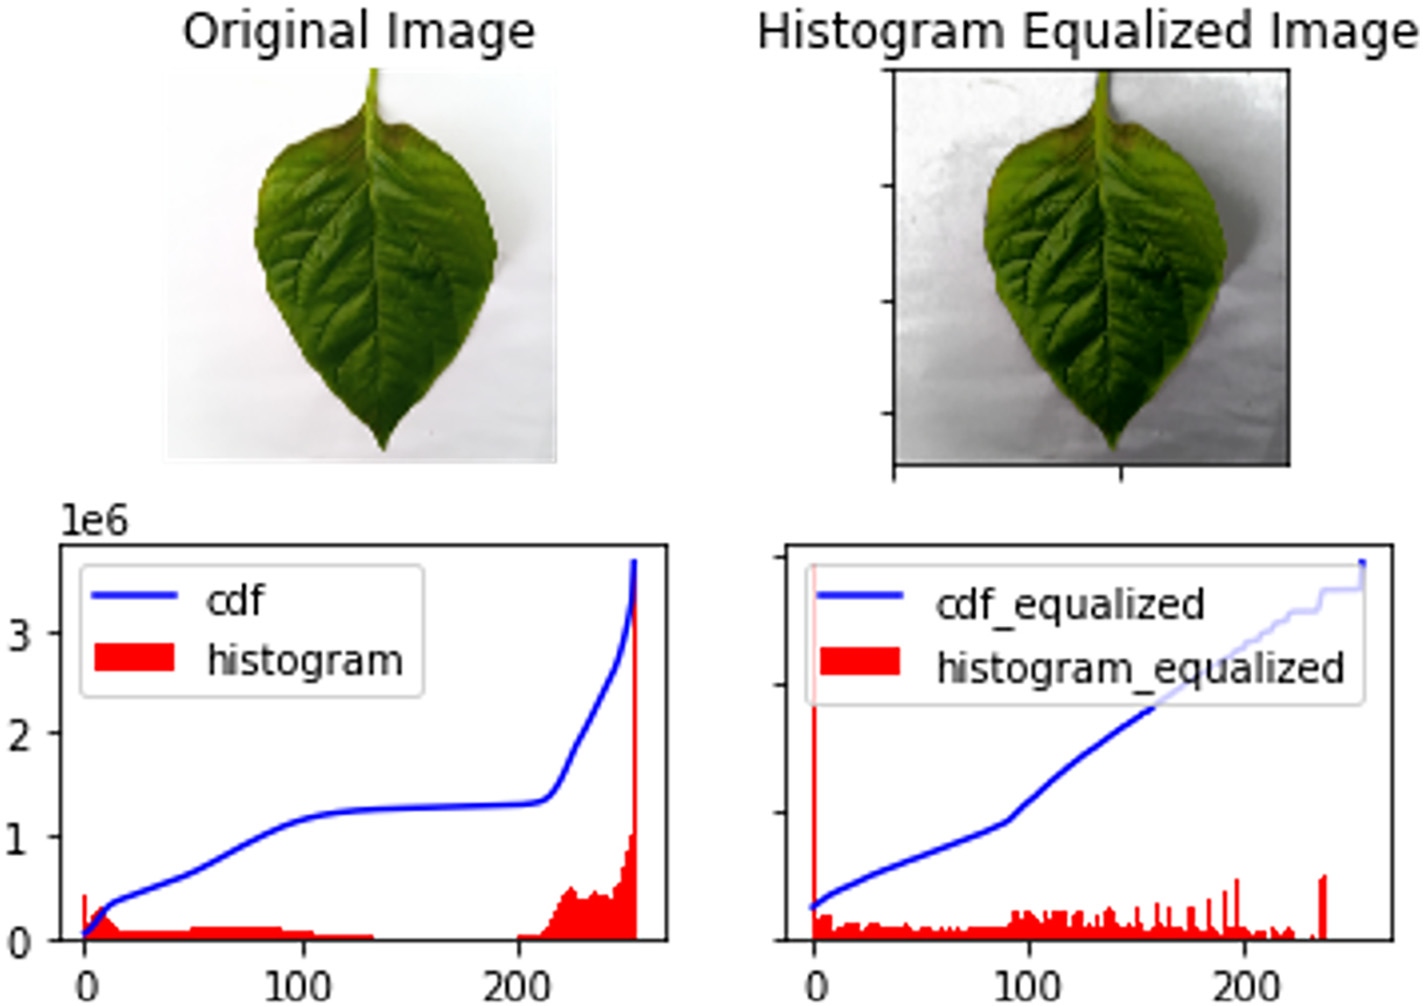 Original Image
Histogram Equalized Image
1e6
cdf
histogram
3
2
1
0
0 100 200
cdf_equalized
histogram_equalized
0 100 200